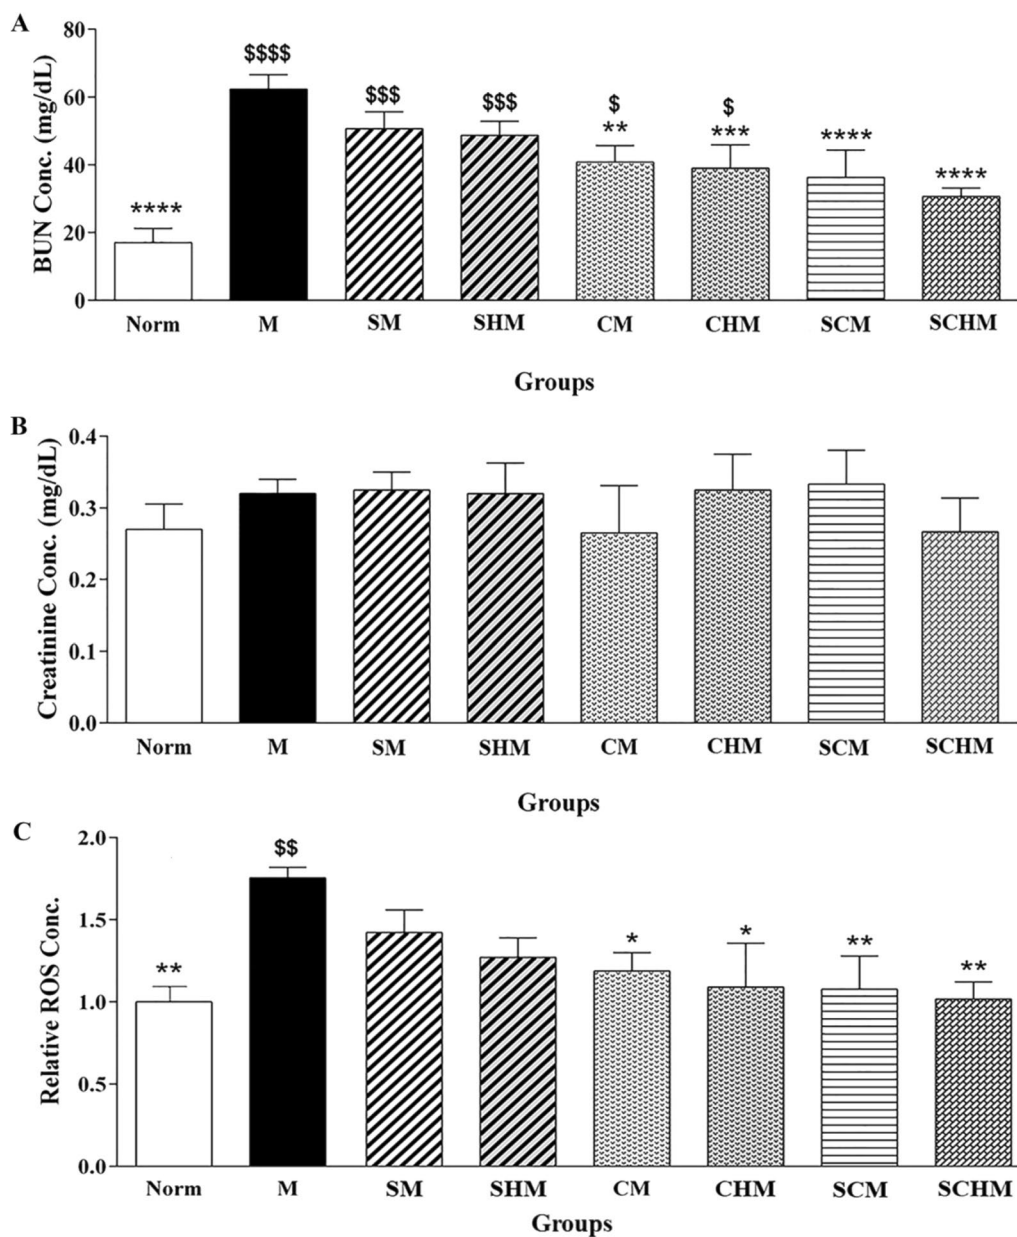 A
BUN Conc. (mg/dL)
80
60
40
20
0
****
$$$$
$$$
$$$
$
**
$
***
****
****
Norm M SM SHM CM CHM SCM SCHM
Groups
B
Creatinine Conc. (mg/dL)
0.4
0.3
0.2
0.1
0.0
Norm M SM SHM CM CHM SCM SCHM
Groups
C
Relative ROS Conc.
2.0
1.5
1.0
0.5
0.0
**
$$
*
*
**
**
Norm M SM SHM CM CHM SCM SCHM
Groups